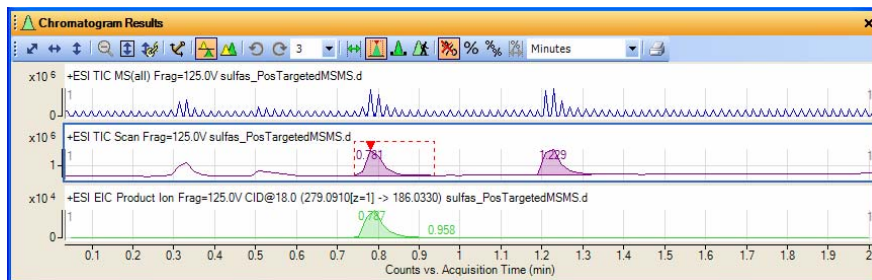 Chromatogram Results
3 % % Minutes
x10 6 +ESI TIC MS(all) Frag=125.0V sulfas_PosTargetedMSMS.d
1 1
0
x10 6 +ESI TIC Scan Frag=125.0V sulfas_PosTargetedMSMS.d
1 0.781 1.229 1
1
x10 4 +ESI EIC Product Ion Frag=125.0V CID@18.0 (279.0910[z=1] -> 186.0330) sulfas_PosTargetedMSMS.d
1 0.787 1
0.958
0
0.1 0.2 0.3 0.4 0.5 0.6 0.7 0.8 0.9 1 1.1 1.2 1.3 1.4 1.5 1.6 1.7 1.8 1.9 2
Counts vs. Acquisition Time (min)